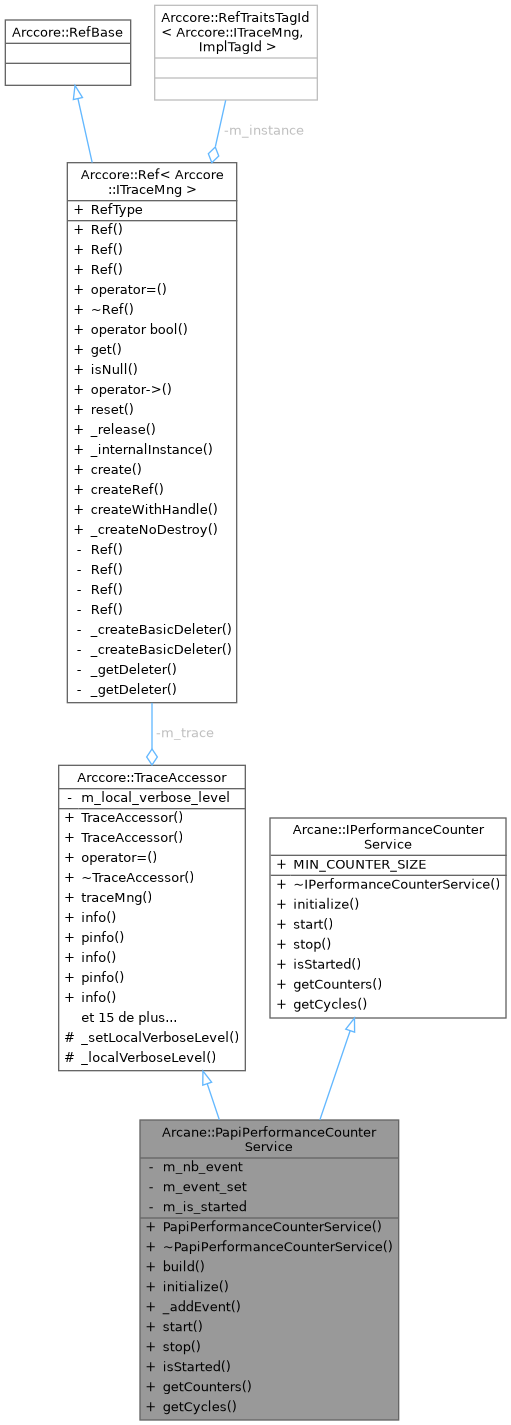 Arccore::RefBase
Arccore::RefTraitsTagId
< Arccore::ITraceMng,
ImplTagId >
-m_instance
Arccore::Ref< Arccore
::ITraceMng >
+ RefType
+ Ref()
+ Ref()
+ Ref()
+ operator=()
+ ~Ref()
+ operator bool()
+ get()
+ isNull()
+ operator->()
+ reset()
+ _release()
+ _internalInstance()
+ create()
+ createRef()
+ createWithHandle()
+ _createNoDestroy()
- Ref()
- Ref()
- Ref()
- Ref()
- _createBasicDeleter()
- _createBasicDeleter()
- _getDeleter()
- _getDeleter()
-m_trace
Arccore::TraceAccessor
- m_local_verbose_level
+ TraceAccessor()
+ TraceAccessor()
+ operator=()
+ ~TraceAccessor()
+ traceMng()
+ info()
+ pinfo()
+ info()
+ pinfo()
+ info()
et 15 de plus...
# _setLocalVerboseLevel()
# _localVerboseLevel()
Arcane::IPerformanceCounter
Service
+ MIN_COUNTER_SIZE
+ ~IPerformanceCounterService()
+ initialize()
+ start()
+ stop()
+ isStarted()
+ getCounters()
+ getCycles()
Arcane::PapiPerformanceCounter
Service
- m_nb_event
- m_event_set
- m_is_started
+ PapiPerformanceCounterService()
+ ~PapiPerformanceCounterService()
+ build()
+ initialize()
+ _addEvent()
+ start()
+ stop()
+ isStarted()
+ getCounters()
+ getCycles()